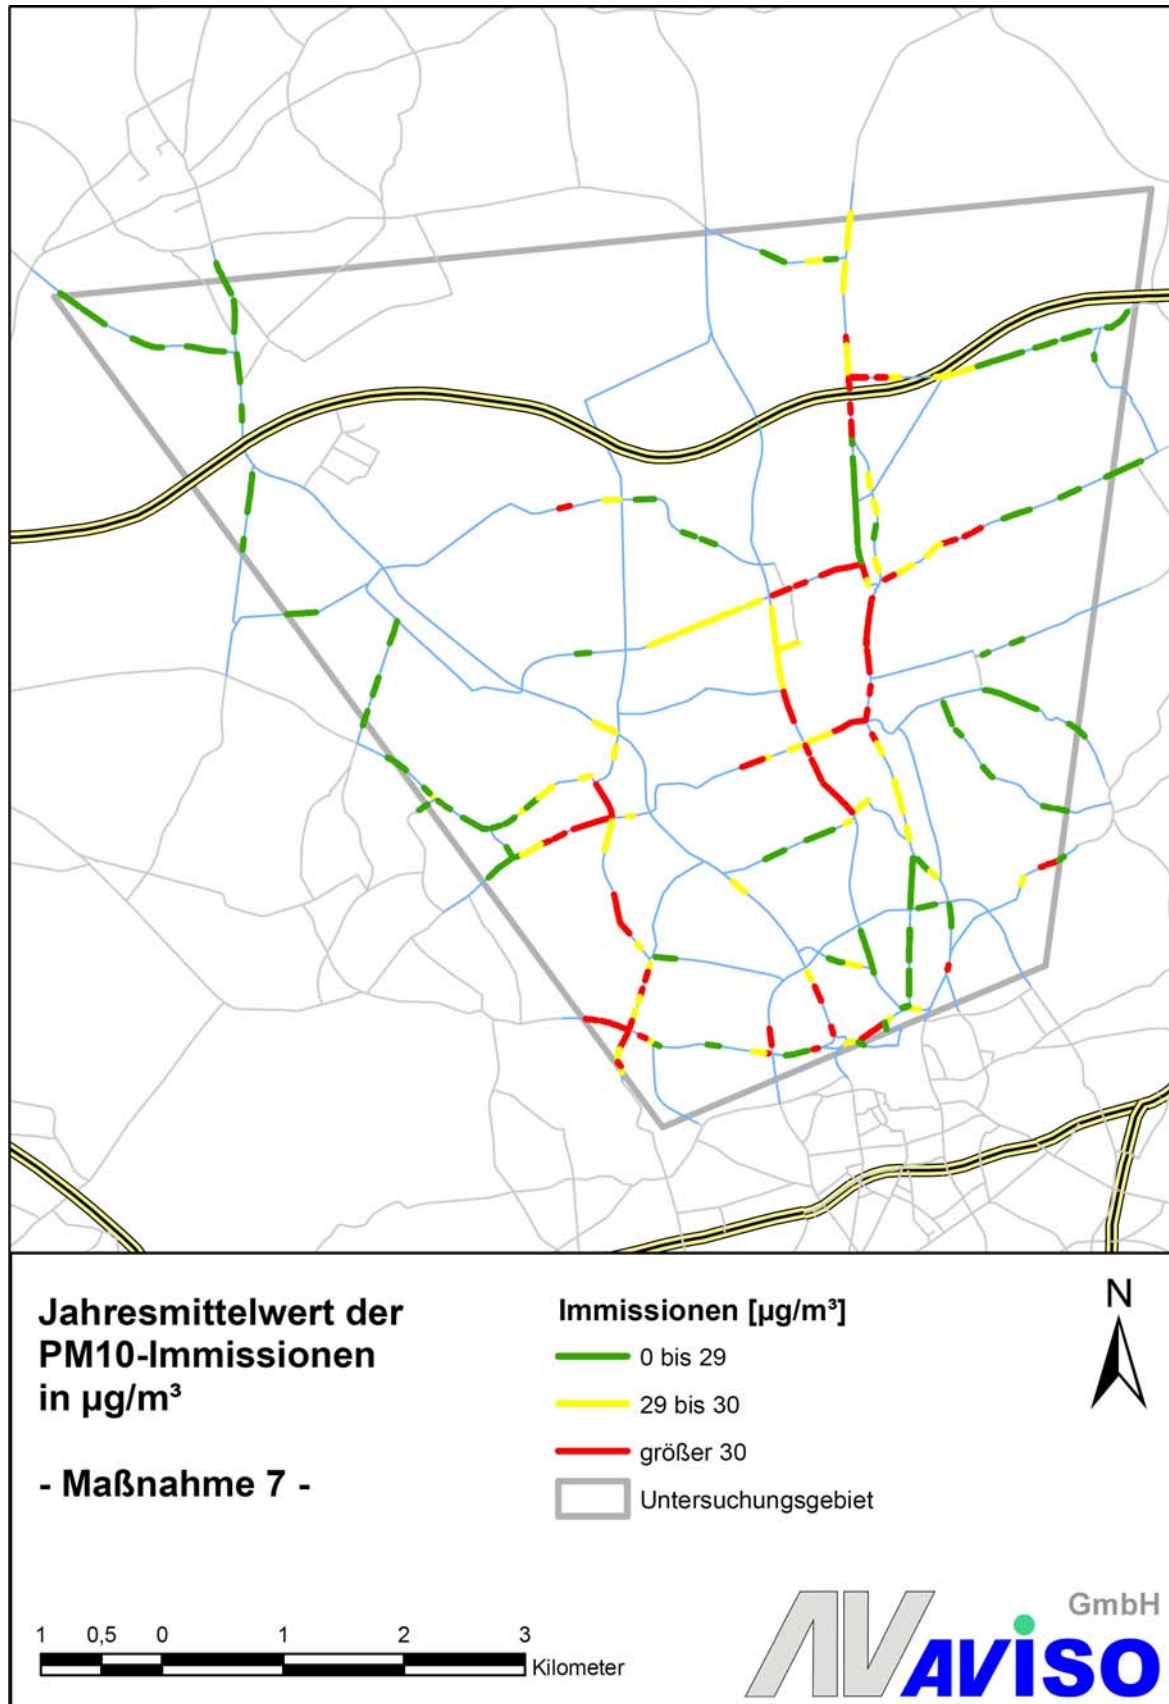 Jahresmittelwert der
PM10-Immissionen
in µg/m³
- Maßnahme 7 -
Immissionen [µg/m³]
0 bis 29
29 bis 30
größer 30
Untersuchungsgebiet
N
1 0,5 0 1 2 3
Kilometer
GmbH
AVISO